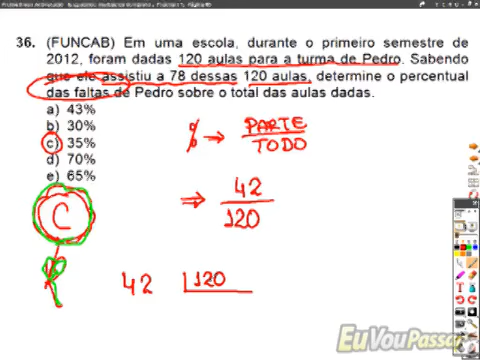 36. (FUNCAB) Em uma escola, durante o primeiro semestre de
2012, foram dadas 120 aulas para a turma de Pedro. Sabendo
que ele assistiu a 78 dessas 120 aulas, determine o percentual
das faltas de Pedro sobre o total das aulas dadas.
a) 43%
b) 30%
c) 35%
d) 70%
e) 65%
% ⇒ PARTE
TODO
⇒ 42
120
C
42 120
EuVouPassar